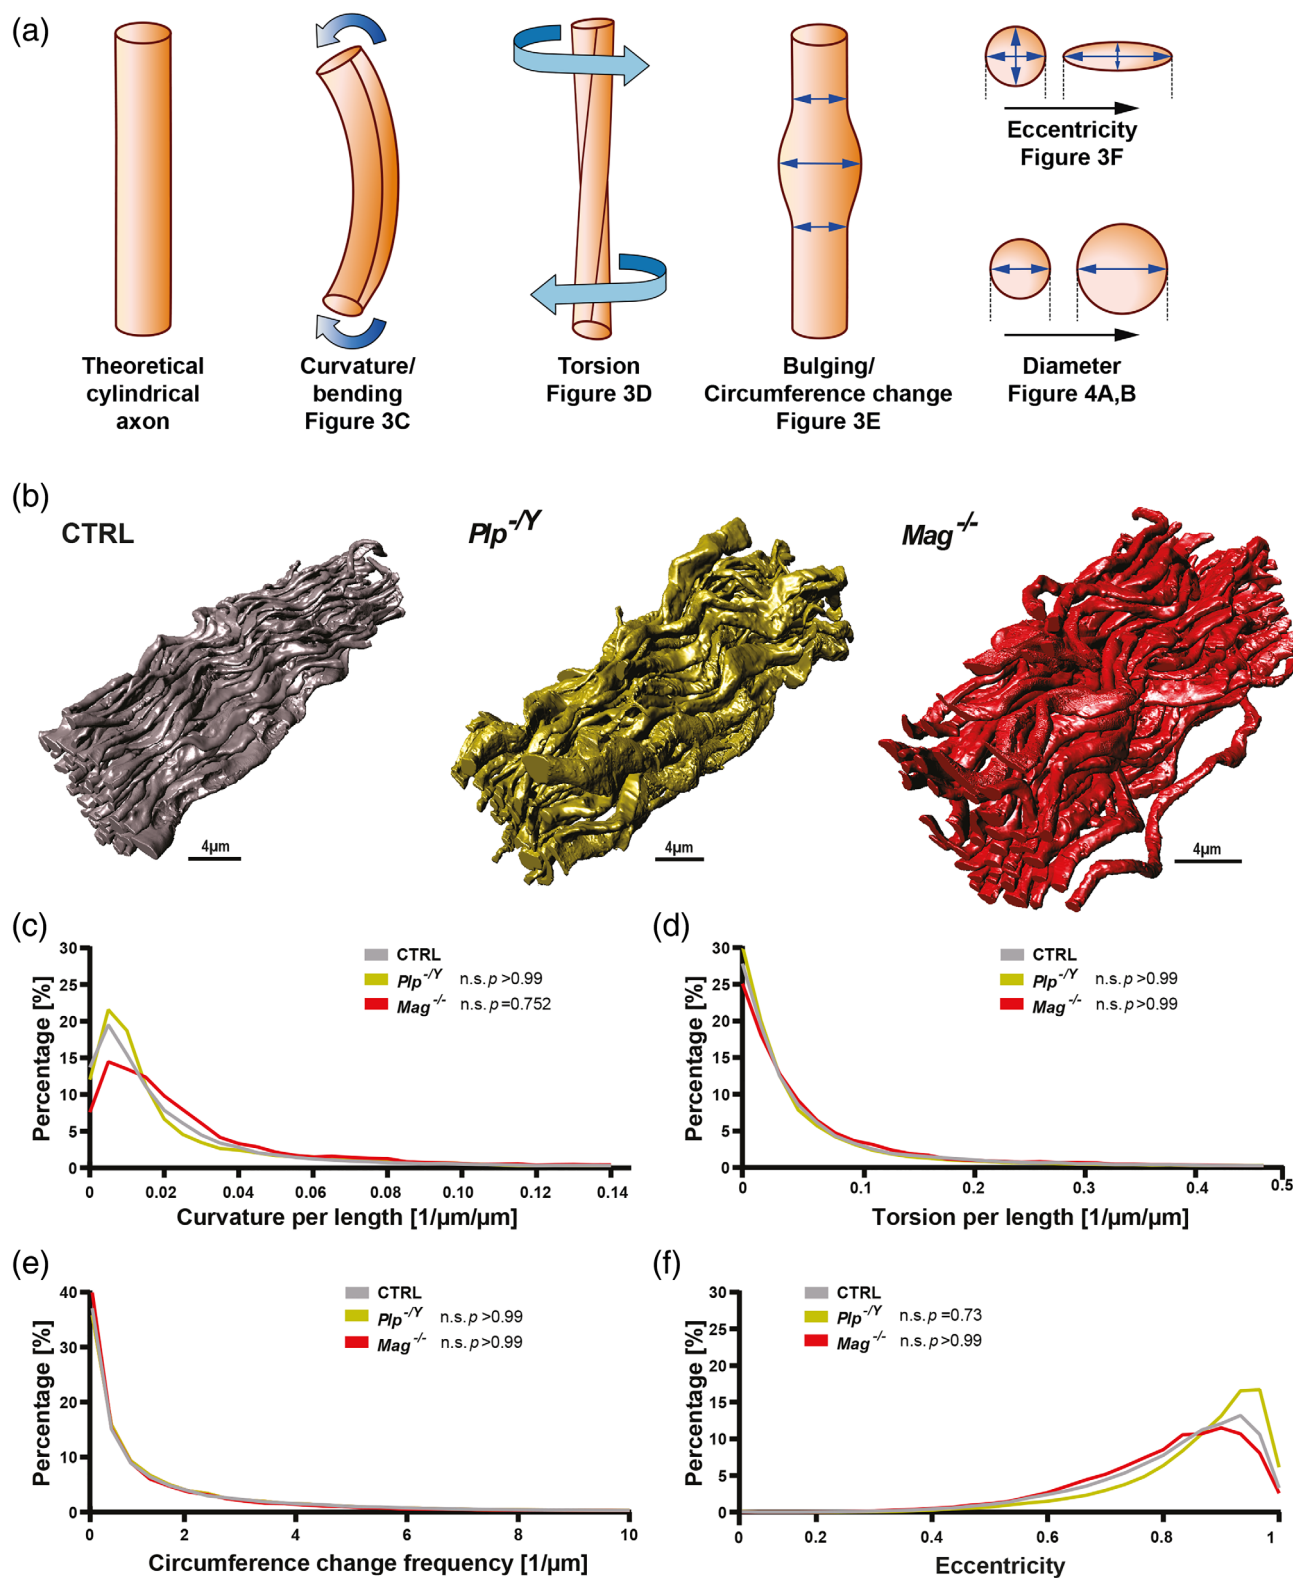 (a)
Theoretical
cylindrical
axon
Curvature/
bending
Figure 3C
Torsion
Figure 3D
Bulging/
Circumference change
Figure 3E
Eccentricity
Figure 3F
Diameter
Figure 4A,B
(b)
CTRL
Plp-/Y
Mag-/-
4µm
4µm
4µm
(c)
Percentage [%]
30
25
20
15
10
5
0
CTRL
Plp-/Y n.s. p >0.99
Mag-/- n.s. p =0.752
0 0.02 0.04 0.06 0.08 0.10 0.12 0.14
Curvature per length [1/µm/µm]
(d)
Percentage [%]
30
25
20
15
10
5
0
CTRL
Plp-/Y n.s. p >0.99
Mag-/- n.s. p >0.99
0 0.1 0.2 0.3 0.4 0.5
Torsion per length [1/µm/µm]
(e)
Percentage [%]
40
30
20
10
0
CTRL
Plp-/Y n.s. p >0.99
Mag-/- n.s. p >0.99
0 2 4 6 8 10
Circumference change frequency [1/µm]
(f)
Percentage [%]
30
25
20
15
10
5
0
CTRL
Plp-/Y n.s. p =0.73
Mag-/- n.s. p >0.99
0 0.2 0.4 0.6 0.8 1
Eccentricity